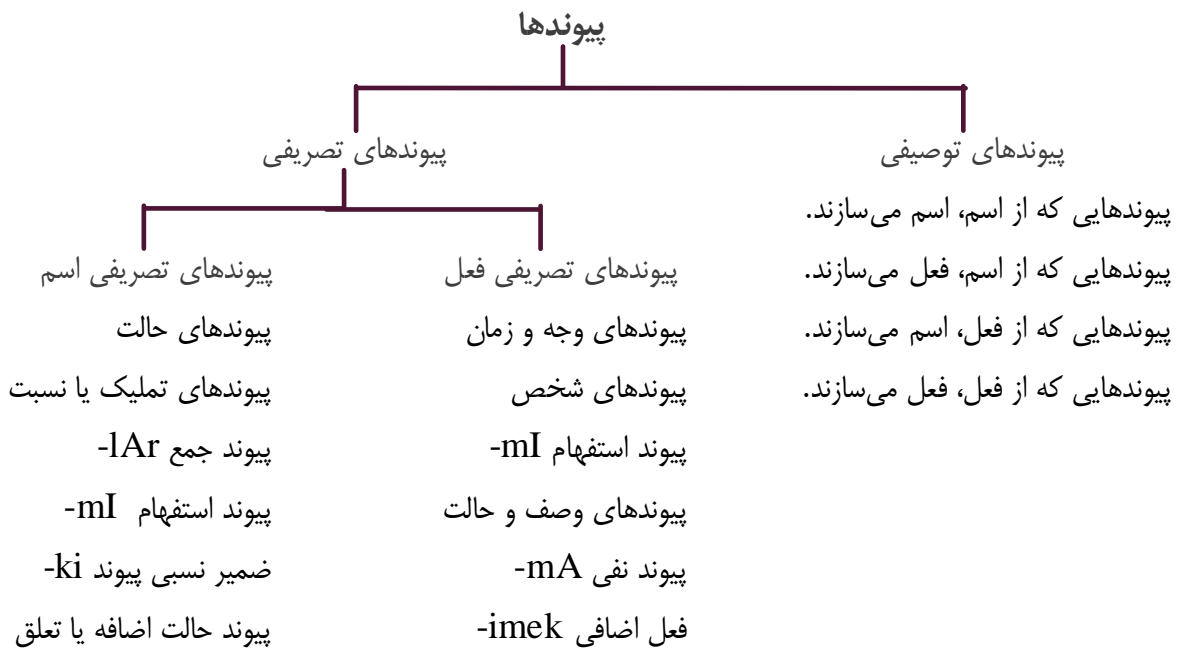 پیوندها
پیوندهای توصیفی
پیوندهایی که از اسم، اسم می‌سازند.
پیوندهایی که از اسم، فعل می‌سازند.
پیوندهایی که از فعل، اسم می‌سازند.
پیوندهایی که از فعل، فعل می‌سازند.
پیوندهای تصریفی
پیوندهای تصریفی فعل
پیوندهای وجه و زمان
پیوندهای شخص
پیوند استفهام -mI
پیوندهای وصف و حالت
پیوند نفی -mA
فعل اضافی -imek
پیوندهای تصریفی اسم
پیوندهای حالت
پیوندهای تملیک یا نسبت
پیوند جمع -lAr
پیوند استفهام -mI
ضمیر نسبی پیوند -ki
پیوند حالت اضافه یا تعلق